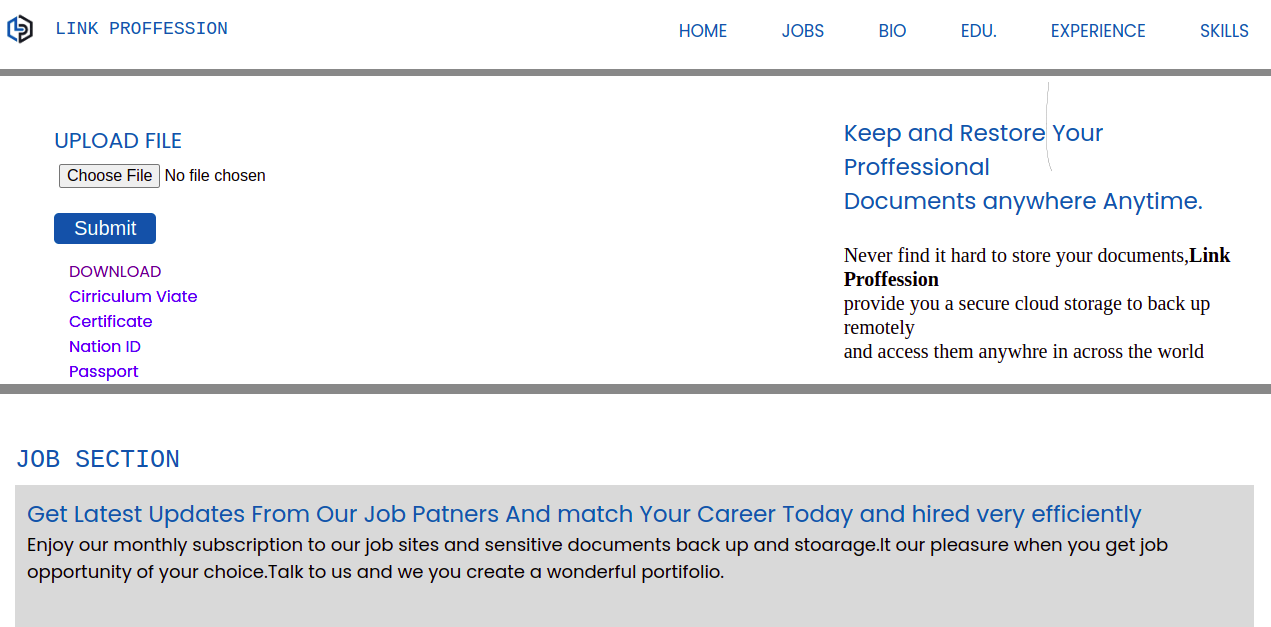 LINK PROFFESSION
HOME JOBS BIO EDU. EXPERIENCE SKILLS
UPLOAD FILE
Choose File No file chosen
Submit
DOWNLOAD
Cirriculum Viate
Certificate
Nation ID
Passport
Keep and Restore Your
Proffessional
Documents anywhere Anytime.
Never find it hard to store your documents,Link
Proffession
provide you a secure cloud storage to back up
remotely
and access them anywhre in across the world
JOB SECTION
Get Latest Updates From Our Job Patners And match Your Career Today and hired very efficiently
Enjoy our monthly subscription to our job sites and sensitive documents back up and stoarage.It our pleasure when you get job
opportunity of your choice.Talk to us and we you create a wonderful portifolio.